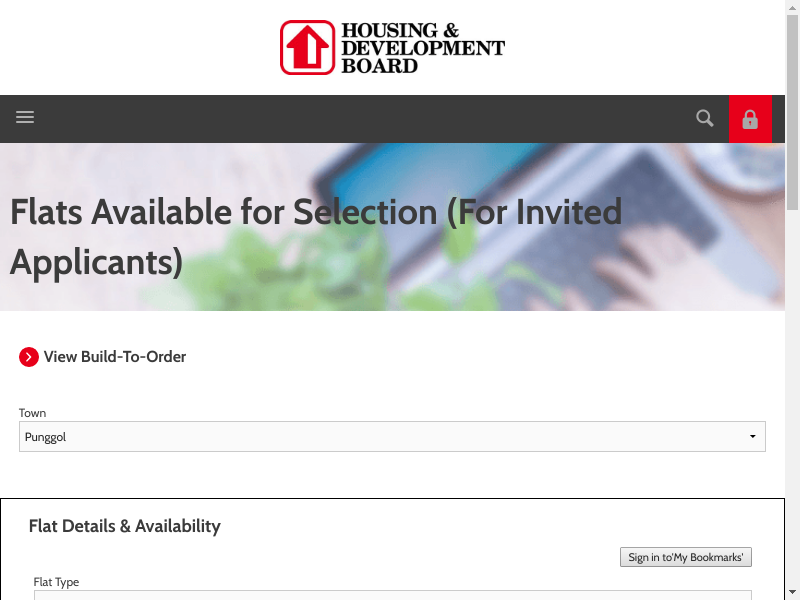 HOUSING &
DEVELOPMENT
BOARD
Flats Available for Selection (For Invited
Applicants)
View Build-To-Order
Town
Punggol
Flat Details & Availability
Sign in to'My Bookmarks'
Flat Type